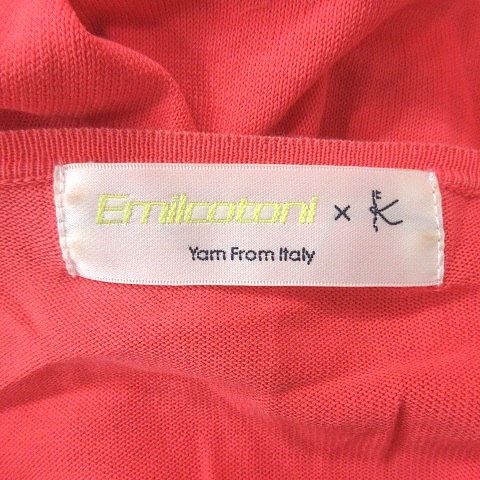 Emilcotoni × K
Yarn From Italy